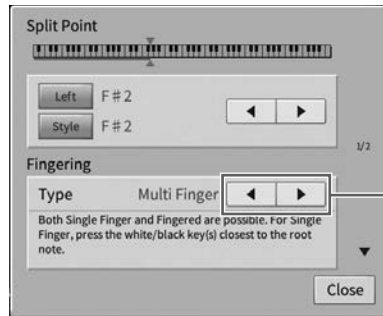 Split Point
Left F#2
Style F#2
1/2
Fingering
Type Multi Finger
Both Single Finger and Fingered are possible. For Single
Finger, press the white/black key(s) closest to the root
note.
Close